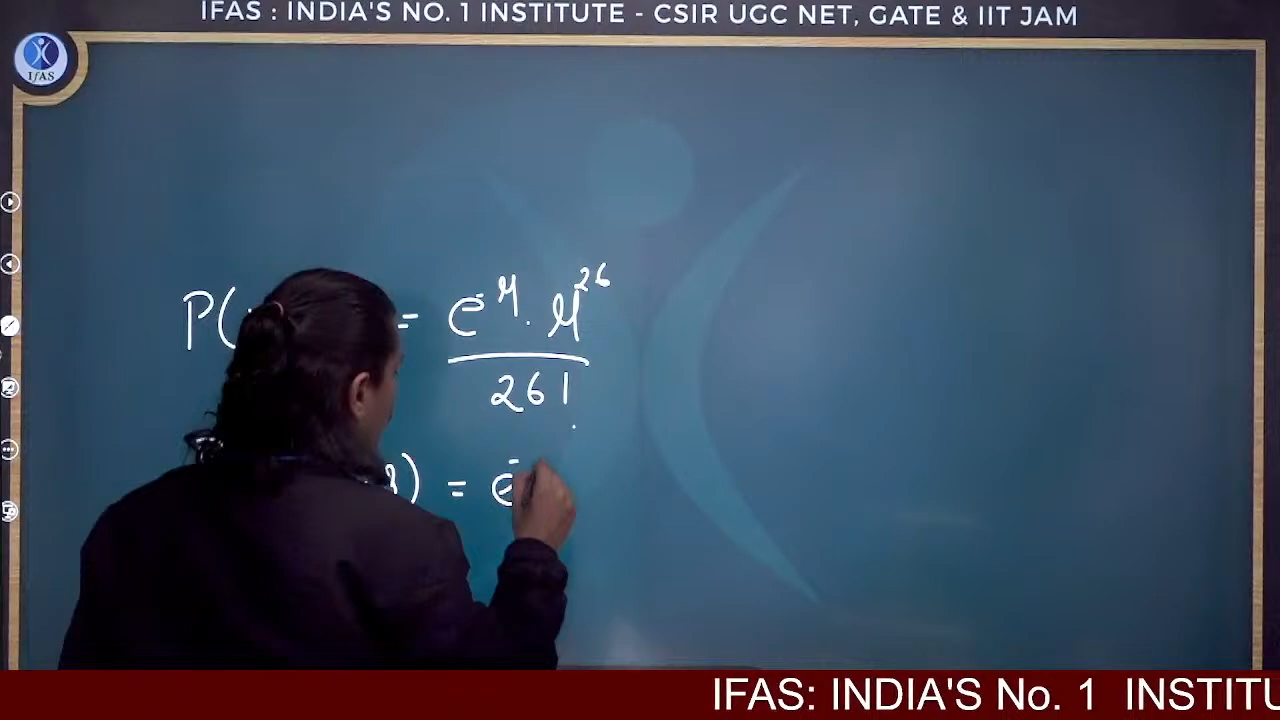 IFAS : INDIA'S NO. 1 INSTITUTE - CSIR UGC NET, GATE & IIT JAM
IFAS
P( = e^-μ . μ^26
26!
8) = e^-
IFAS: INDIA'S No. 1 INSTITU